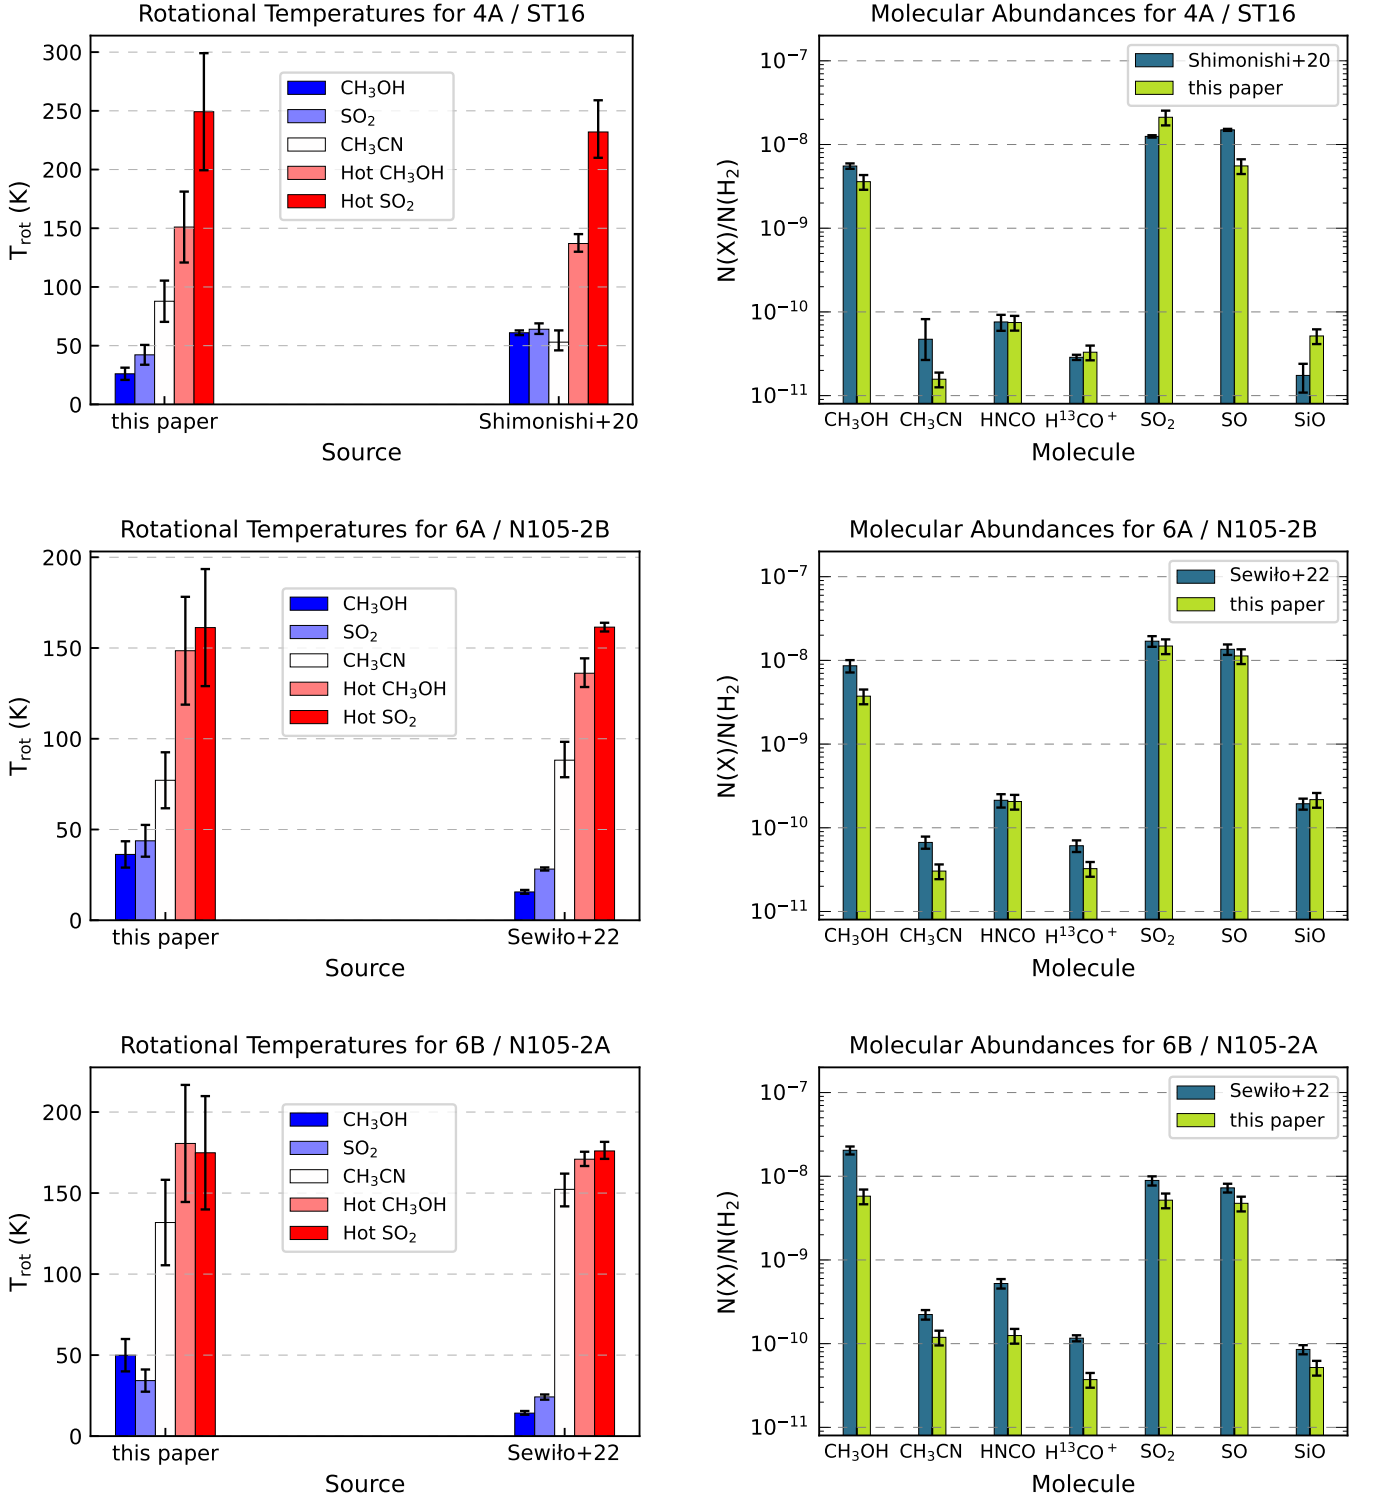 Rotational Temperatures for 4A / ST16
300
250
200
150
100
50
0
T_rot (K)
CH₃OH
SO₂
CH₃CN
Hot CH₃OH
Hot SO₂
this paper
Shimonishi+20
Source
Molecular Abundances for 4A / ST16
10⁻⁷
10⁻⁸
10⁻⁹
10⁻¹⁰
10⁻¹¹
N(X)/N(H₂)
Shimonishi+20
this paper
CH₃OH CH₃CN HNCO H¹³CO⁺ SO₂ SO SiO
Molecule
Rotational Temperatures for 6A / N105-2B
200
150
100
50
0
T_rot (K)
CH₃OH
SO₂
CH₃CN
Hot CH₃OH
Hot SO₂
this paper
Sewiło+22
Source
Molecular Abundances for 6A / N105-2B
10⁻⁷
10⁻⁸
10⁻⁹
10⁻¹⁰
10⁻¹¹
N(X)/N(H₂)
Sewiło+22
this paper
CH₃OH CH₃CN HNCO H¹³CO⁺ SO₂ SO SiO
Molecule
Rotational Temperatures for 6B / N105-2A
200
150
100
50
0
T_rot (K)
CH₃OH
SO₂
CH₃CN
Hot CH₃OH
Hot SO₂
this paper
Sewiło+22
Source
Molecular Abundances for 6B / N105-2A
10⁻⁷
10⁻⁸
10⁻⁹
10⁻¹⁰
10⁻¹¹
N(X)/N(H₂)
Sewiło+22
this paper
CH₃OH CH₃CN HNCO H¹³CO⁺ SO₂ SO SiO
Molecule